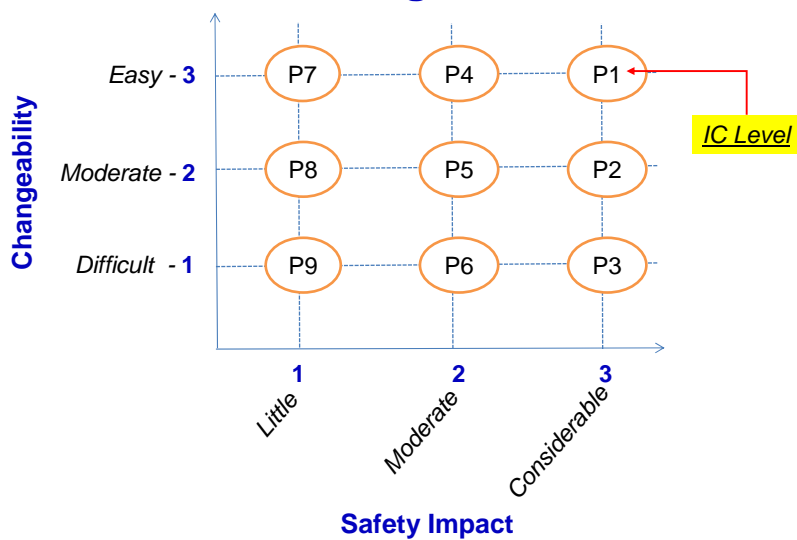 g
Easy - 3 P7 P4 P1
IC Level
Moderate - 2 P8 P5 P2
Difficult - 1 P9 P6 P3
Changeability
1 2 3
Little Moderate Considerable
Safety Impact